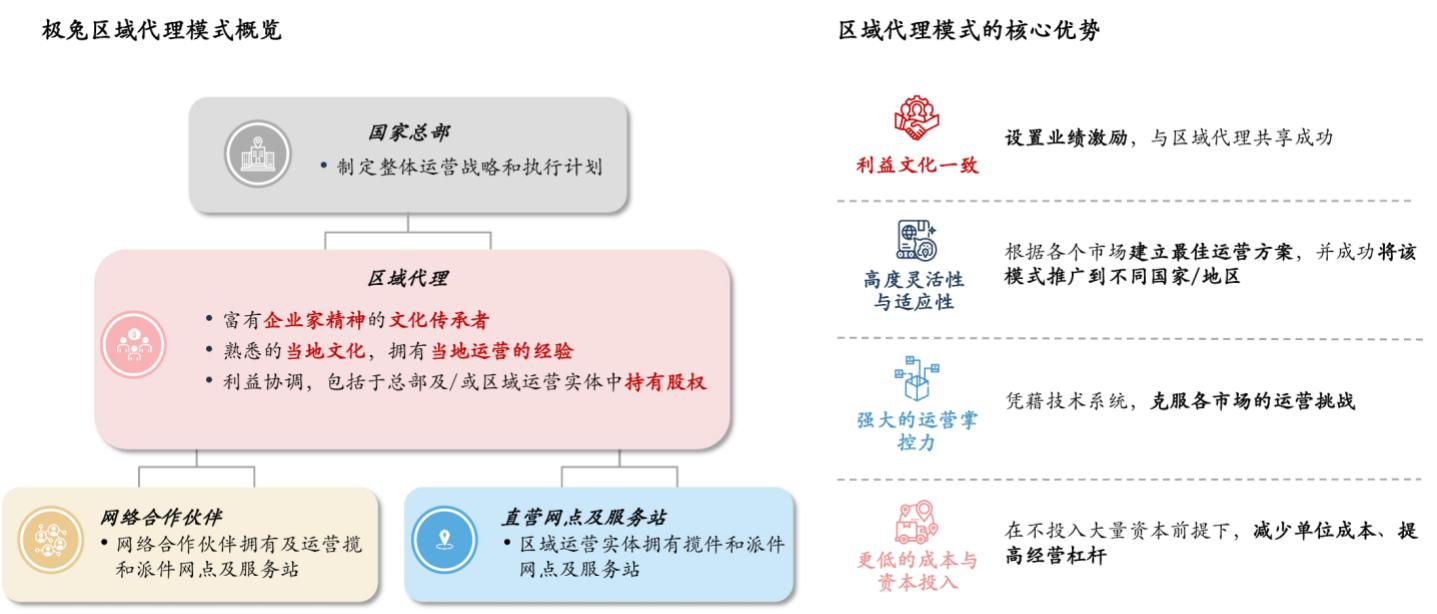 极兔区域代理模式概览
国家总部
• 制定整体运营战略和执行计划
区域代理
• 富有企业家精神的文化传承者
• 熟悉的当地文化，拥有当地运营的经验
• 利益协调，包括于总部及/或区域运营实体中持有股权
网络合作伙伴
• 网络合作伙伴拥有及运营揽
和派件网点及服务站
直营网点及服务站
• 区域运营实体拥有揽件和派件
网点及服务站
区域代理模式的核心优势
利益文化一致
设置业绩激励，与区域代理共享成功
高度灵活性
与适应性
根据各个市场建立最佳运营方案，并成功将该
模式推广到不同国家/地区
强大的运营掌
控力
凭藉技术系统，克服各市场的运营挑战
更低的成本与
资本投入
在不投入大量资本前提下，减少单位成本、提
高经营杠杆